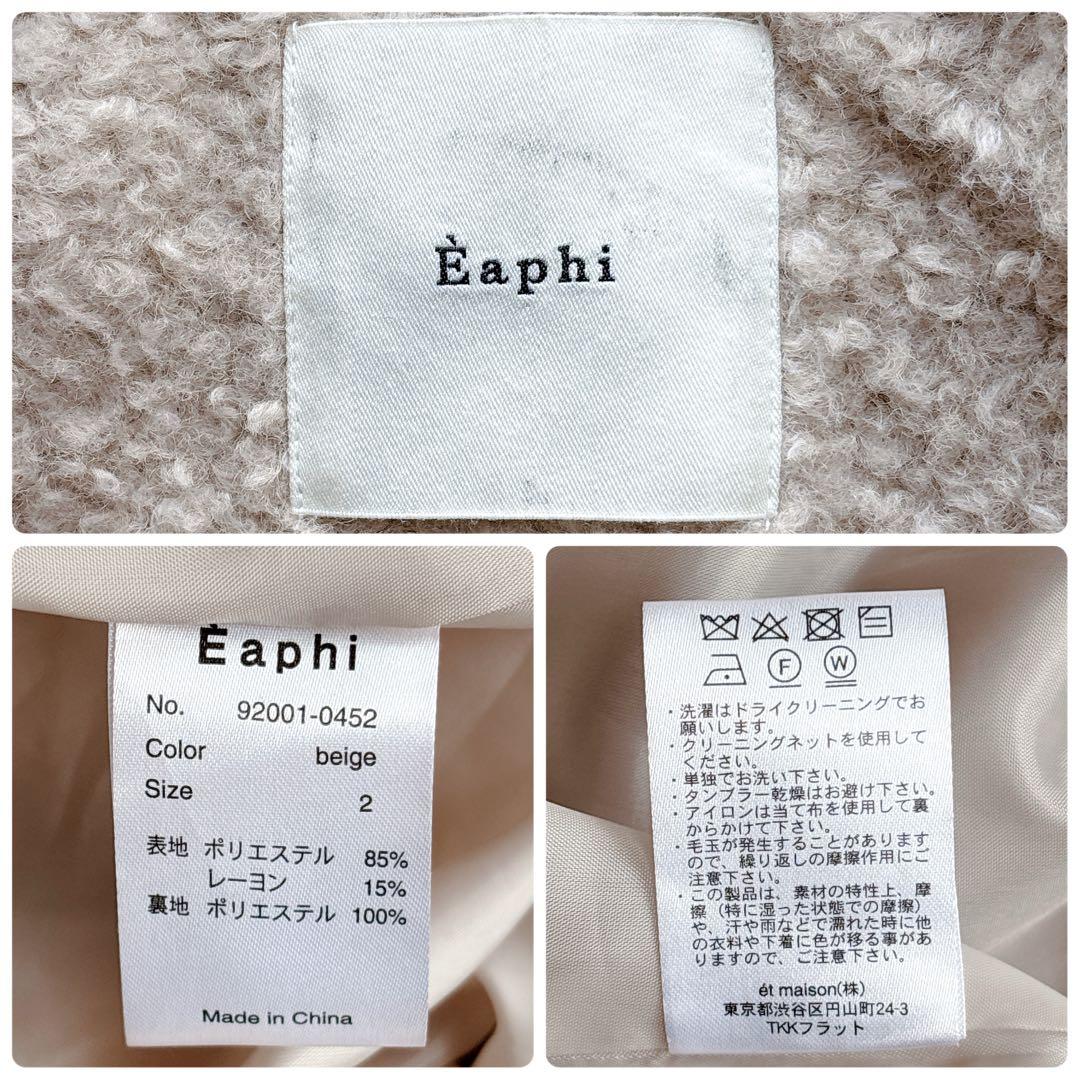 Èaphi
Èaphi
No. 92001-0452
Color beige
Size 2
表地 ポリエステル 85%
レーヨン 15%
裏地 ポリエステル 100%
Made in China
F W
・洗濯はドライクリーニングでお
願いします。
・クリーニングネットを使用して
ください。
・単独でお洗い下さい。
・タンブラー乾燥はお避け下さい。
・アイロンは当て布を使用して裏
からかけて下さい。
・毛玉が発生することがあります
ので、繰り返しの摩擦作用にご
注意下さい。
・この製品は、素材の特性上、摩
擦（特に湿った状態での摩擦）
や、汗や雨などで濡れた時に他
の衣料や下着に色が移る事があ
りますので、ご注意下さい。
ét maison(株)
東京都渋谷区円山町24-3
TKKフラット